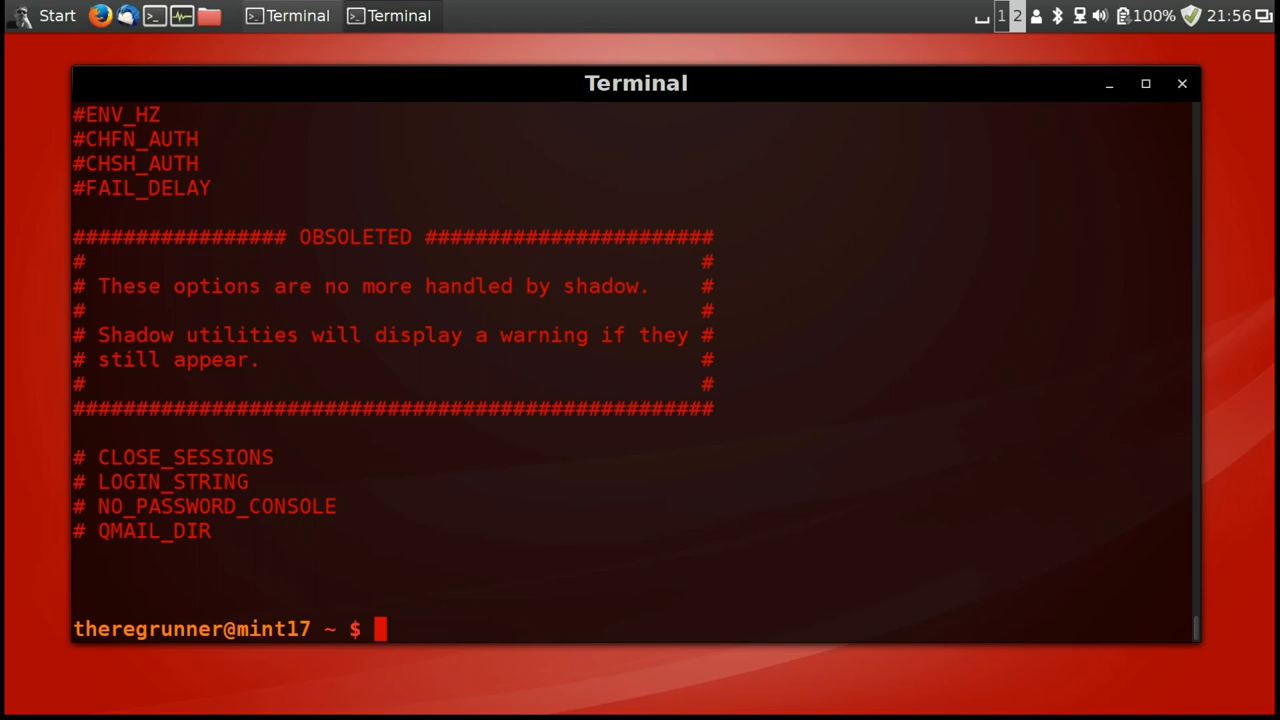 Start
Terminal
Terminal
1
2
100%
21:56
Terminal
#ENV_HZ
#CHFN_AUTH
#CHSH_AUTH
#FAIL_DELAY
################# OBSOLETED #######################
#                                                 #
# These options are no more handled by shadow.    #
#                                                 #
# Shadow utilities will display a warning if they #
# still appear.                                   #
#                                                 #
###################################################
# CLOSE_SESSIONS
# LOGIN_STRING
# NO_PASSWORD_CONSOLE
# QMAIL_DIR
theregrunner@mint17 ~ $